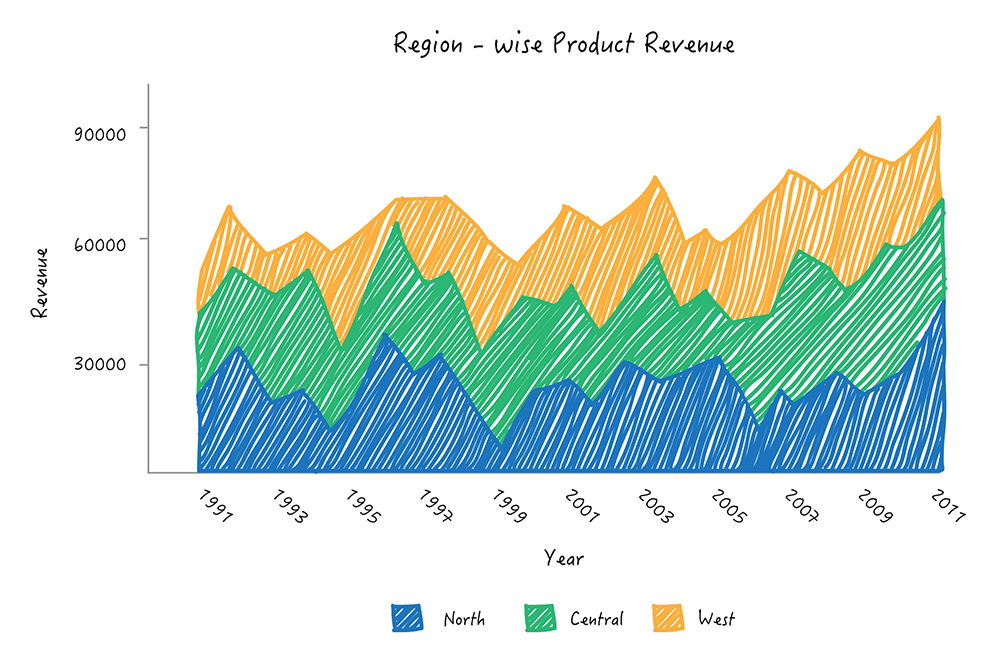 Region - wise Product Revenue
90000
60000
30000
Revenue
1991
1993
1995
1997
1999
2001
2003
2005
2007
2009
2011
Year
North
Central
West